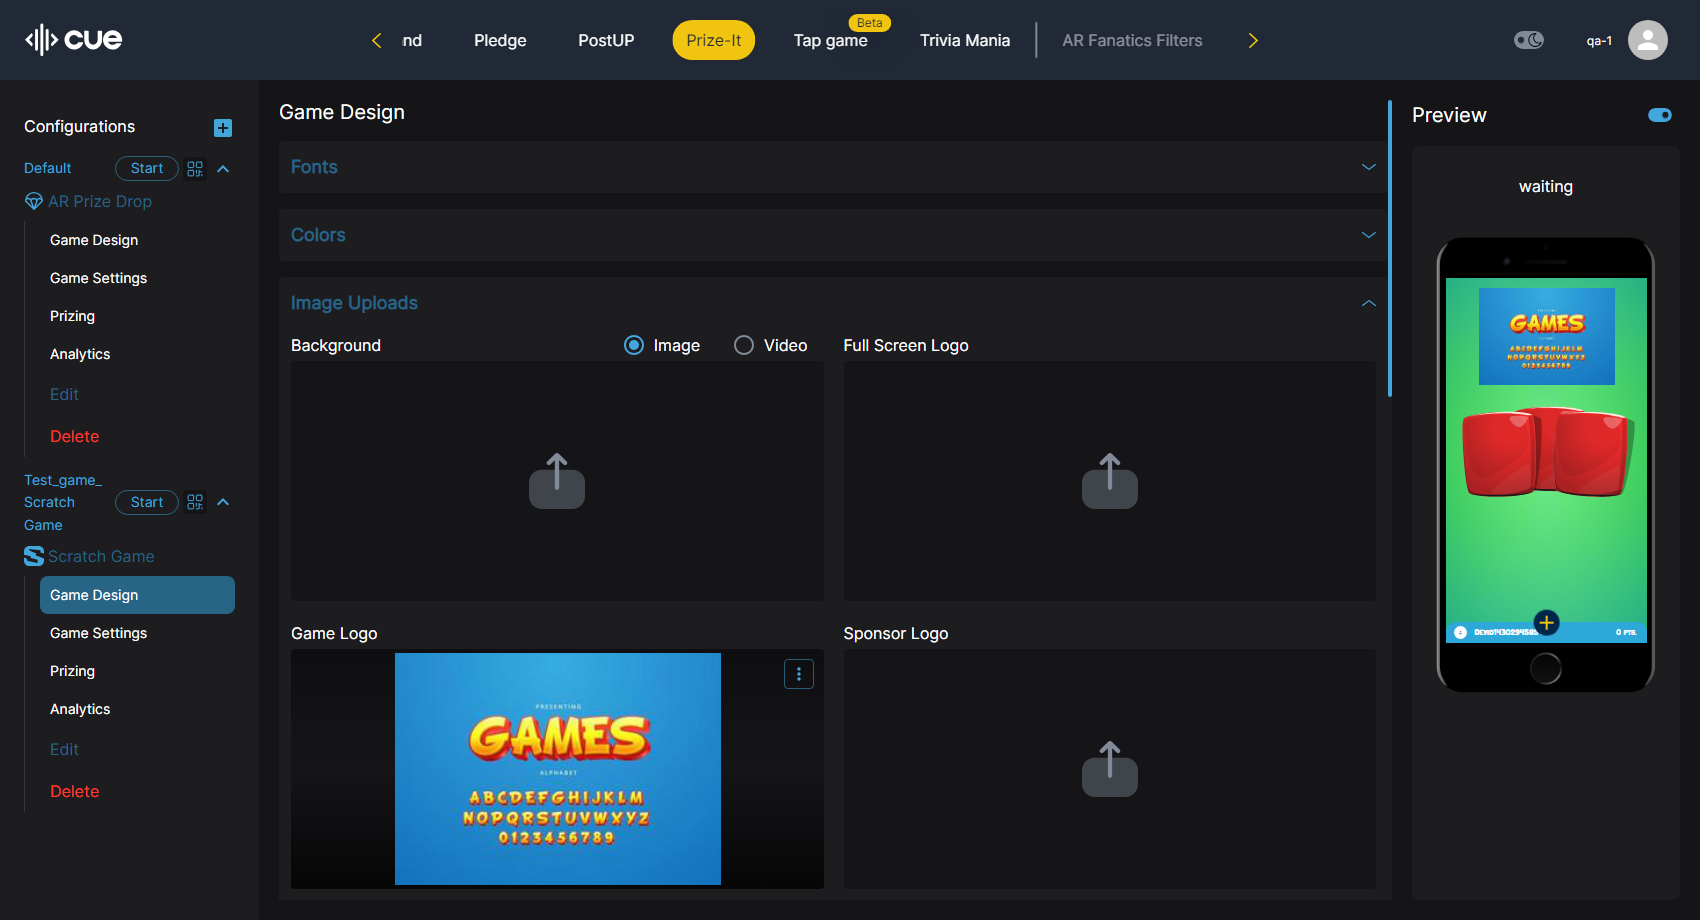 cue
nd
Pledge
PostUP
Prize-It
Beta
Tap game
Trivia Mania
AR Fanatics Filters
qa-1
Configurations
Default
Start
AR Prize Drop
Game Design
Game Settings
Prizing
Analytics
Edit
Delete
Test_game_
Scratch
Game
Start
Scratch Game
Game Design
Game Settings
Prizing
Analytics
Edit
Delete
Game Design
Fonts
Colors
Image Uploads
Background
Image
Video
Full Screen Logo
Game Logo
PRESENTING
GAMES
ALPHABET
ABCDEFGHIJKLM
NOPQRSTUVWXYZ
0123456789
Sponsor Logo
Preview
waiting
GAMES
ABCDEFGHIJKLM
NOPQRSTUVWXYZ
0123456789
0 PTS.